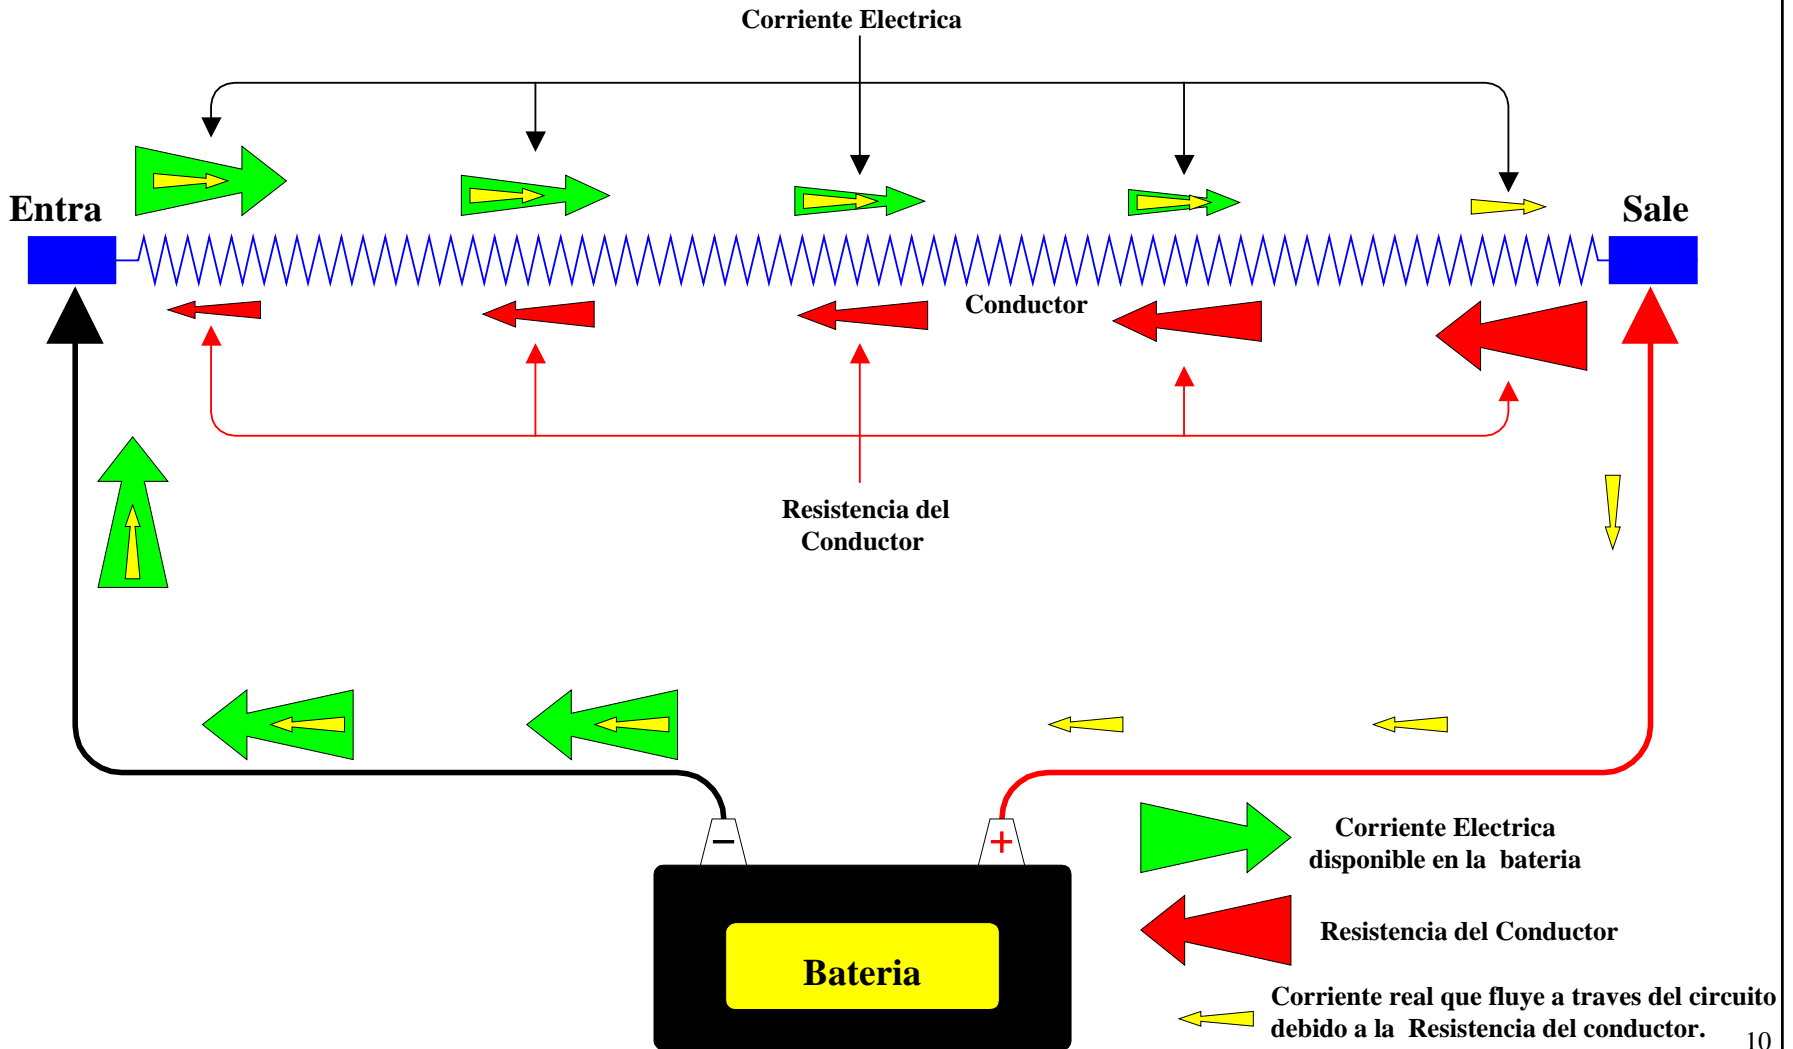 Corriente Electrica
Entra
Sale
Conductor
Resistencia del
Conductor
− +
Corriente Electrica
disponible en la bateria
Resistencia del Conductor
Bateria
Corriente real que fluye a traves del circuito
debido a la Resistencia del conductor.
10